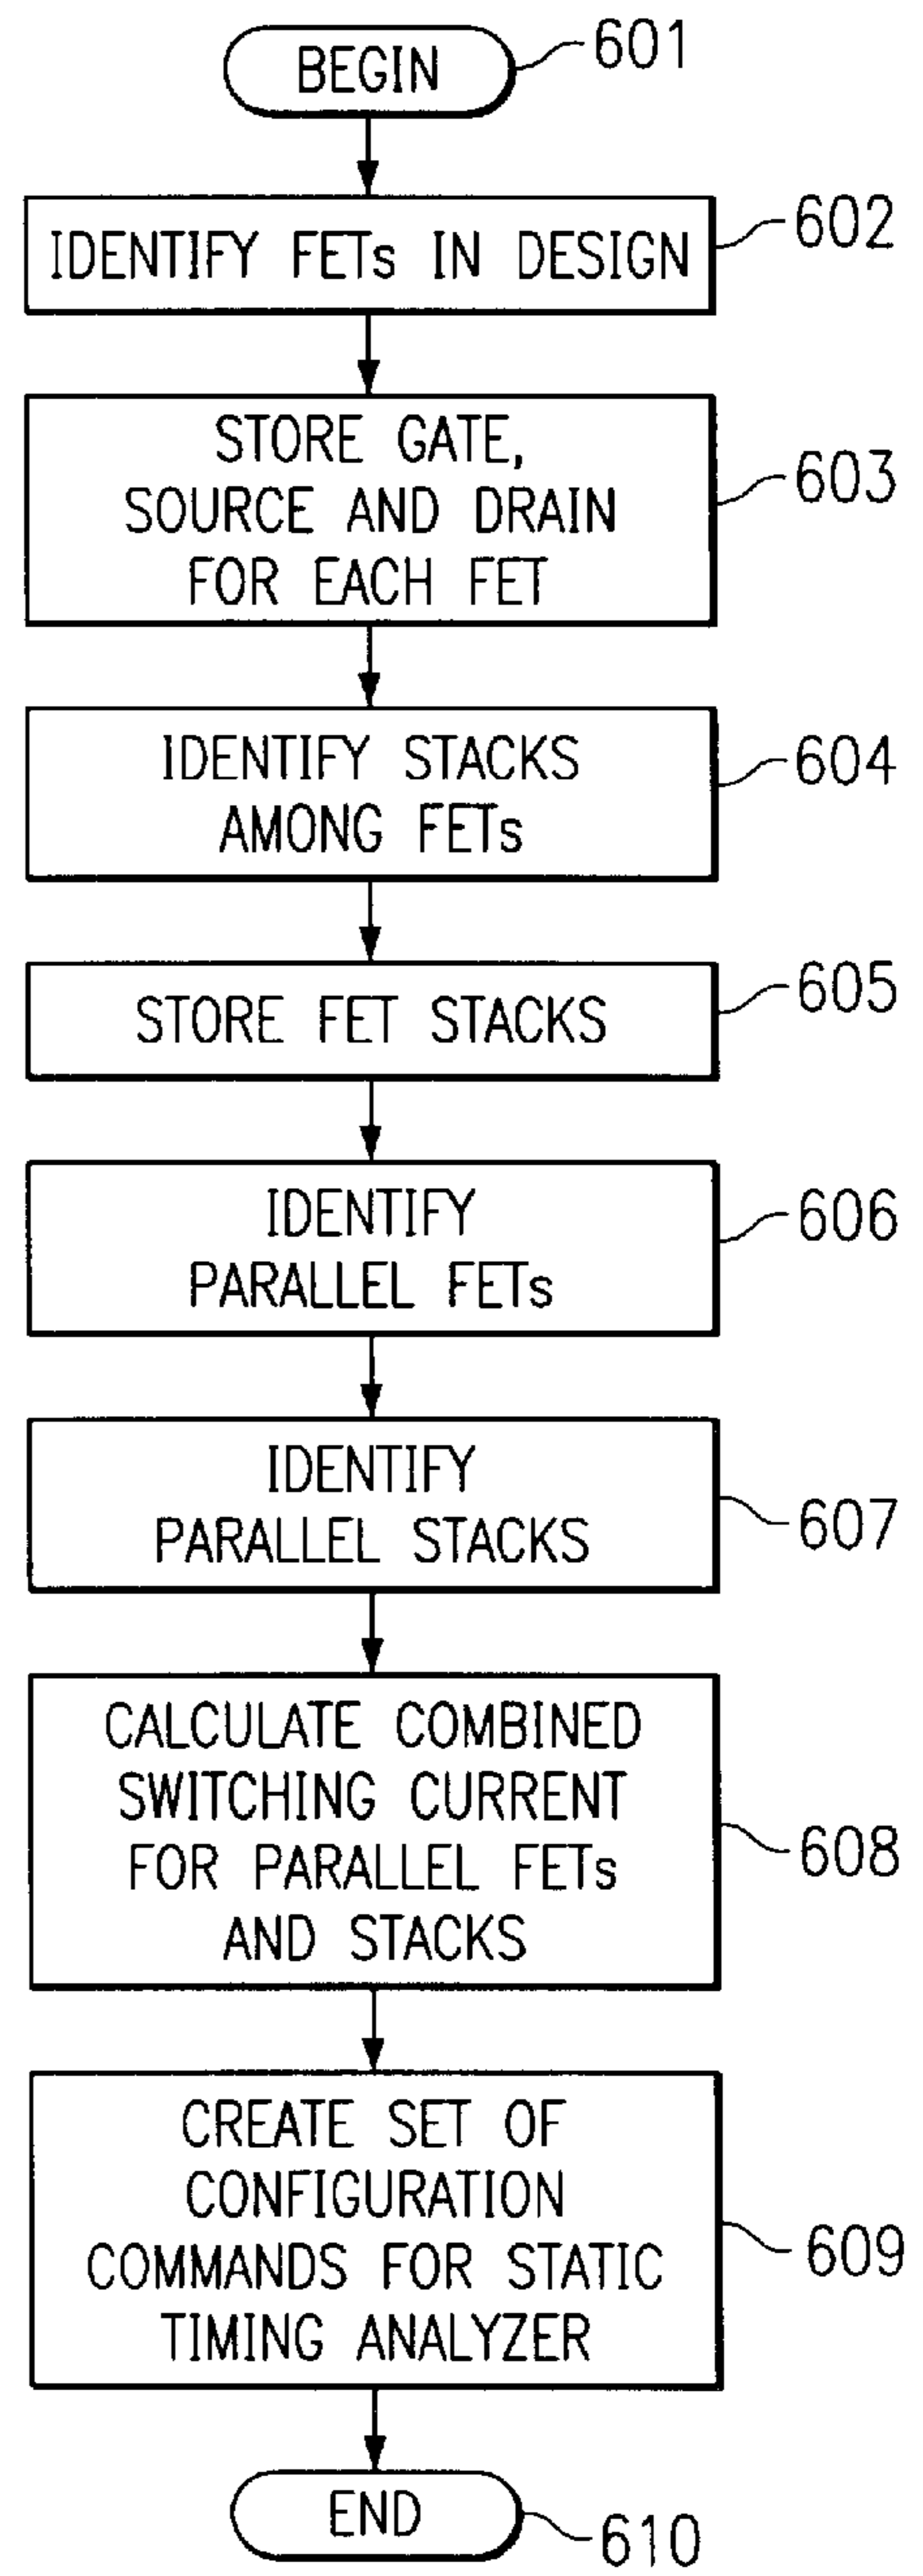 BEGIN
601
IDENTIFY FETs IN DESIGN
602
STORE GATE,
SOURCE AND DRAIN
FOR EACH FET
603
IDENTIFY STACKS
AMONG FETs
604
STORE FET STACKS
605
IDENTIFY
PARALLEL FETs
606
IDENTIFY
PARALLEL STACKS
607
CALCULATE COMBINED
SWITCHING CURRENT
FOR PARALLEL FETs
AND STACKS
608
CREATE SET OF
CONFIGURATION
COMMANDS FOR STATIC
TIMING ANALYZER
609
END
610